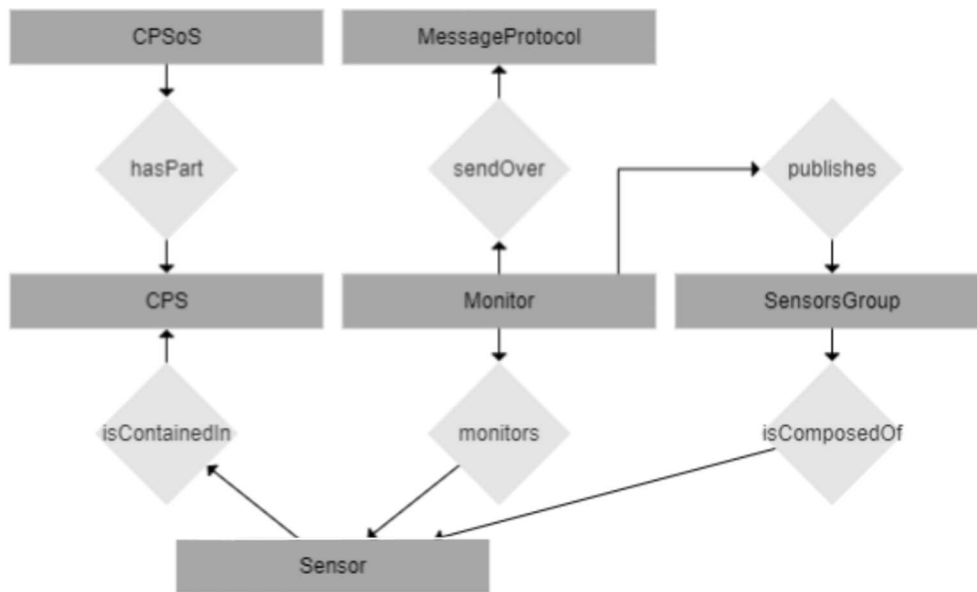 CPSoS
MessageProtocol
hasPart
sendOver
publishes
CPS
Monitor
SensorsGroup
isContainedIn
monitors
isComposedOf
Sensor